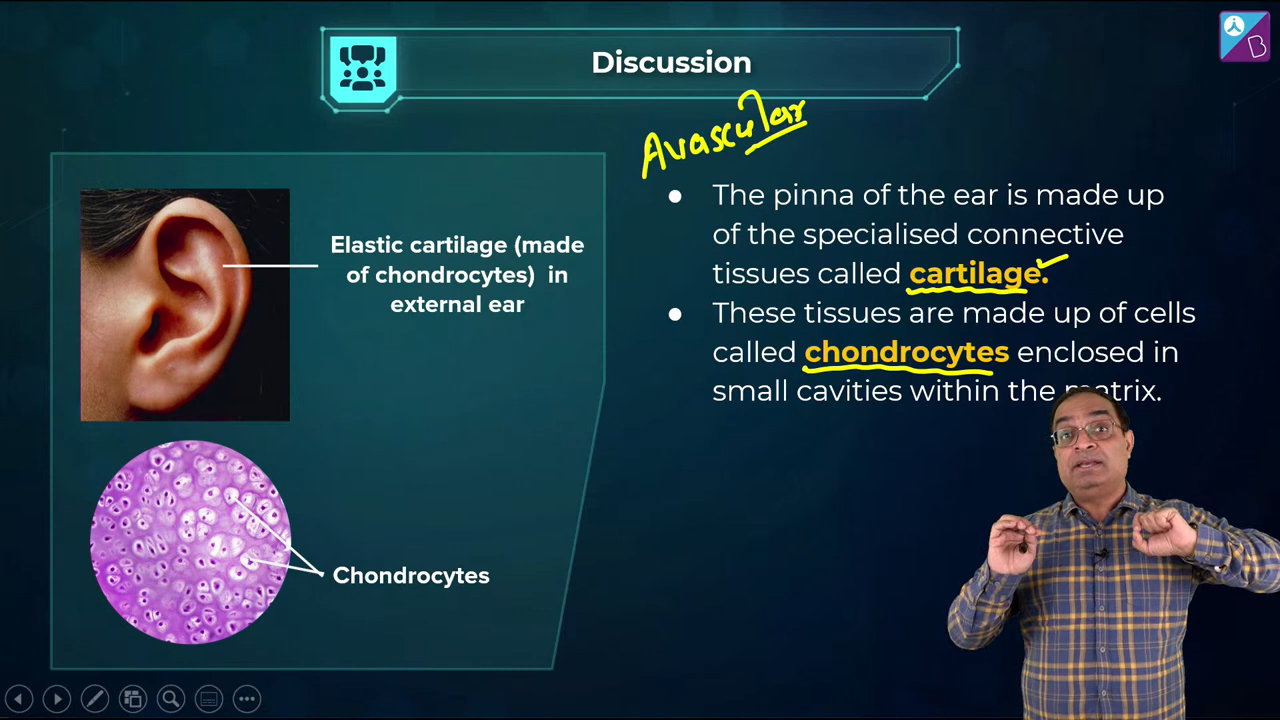 Discussion
Avascular
Elastic cartilage (made
of chondrocytes) in
external ear
Chondrocytes
● The pinna of the ear is made up
of the specialised connective
tissues called cartilage.
● These tissues are made up of cells
called chondrocytes enclosed in
small cavities within the matrix.
B